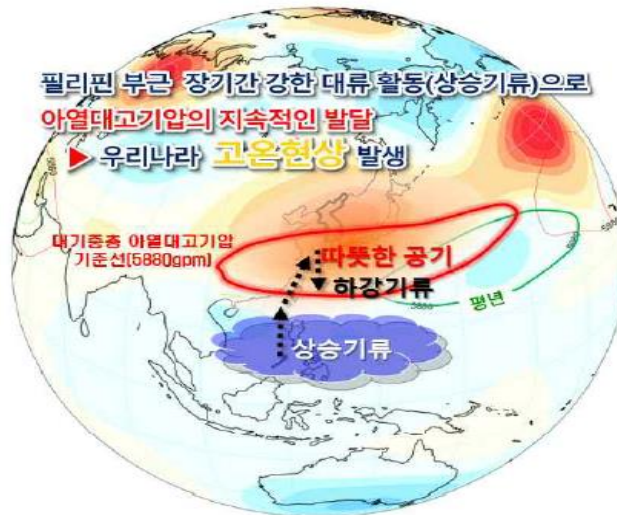 필리핀 부근 장기간 강한 대류 활동(상승기류)으로
아열대고기압의 지속적인 발달
▶ 우리나라 고온현상 발생
대기중층 아열대고기압
기준선(5880gpm)
따뜻한 공기
하강기류
상승기류
평년
5880